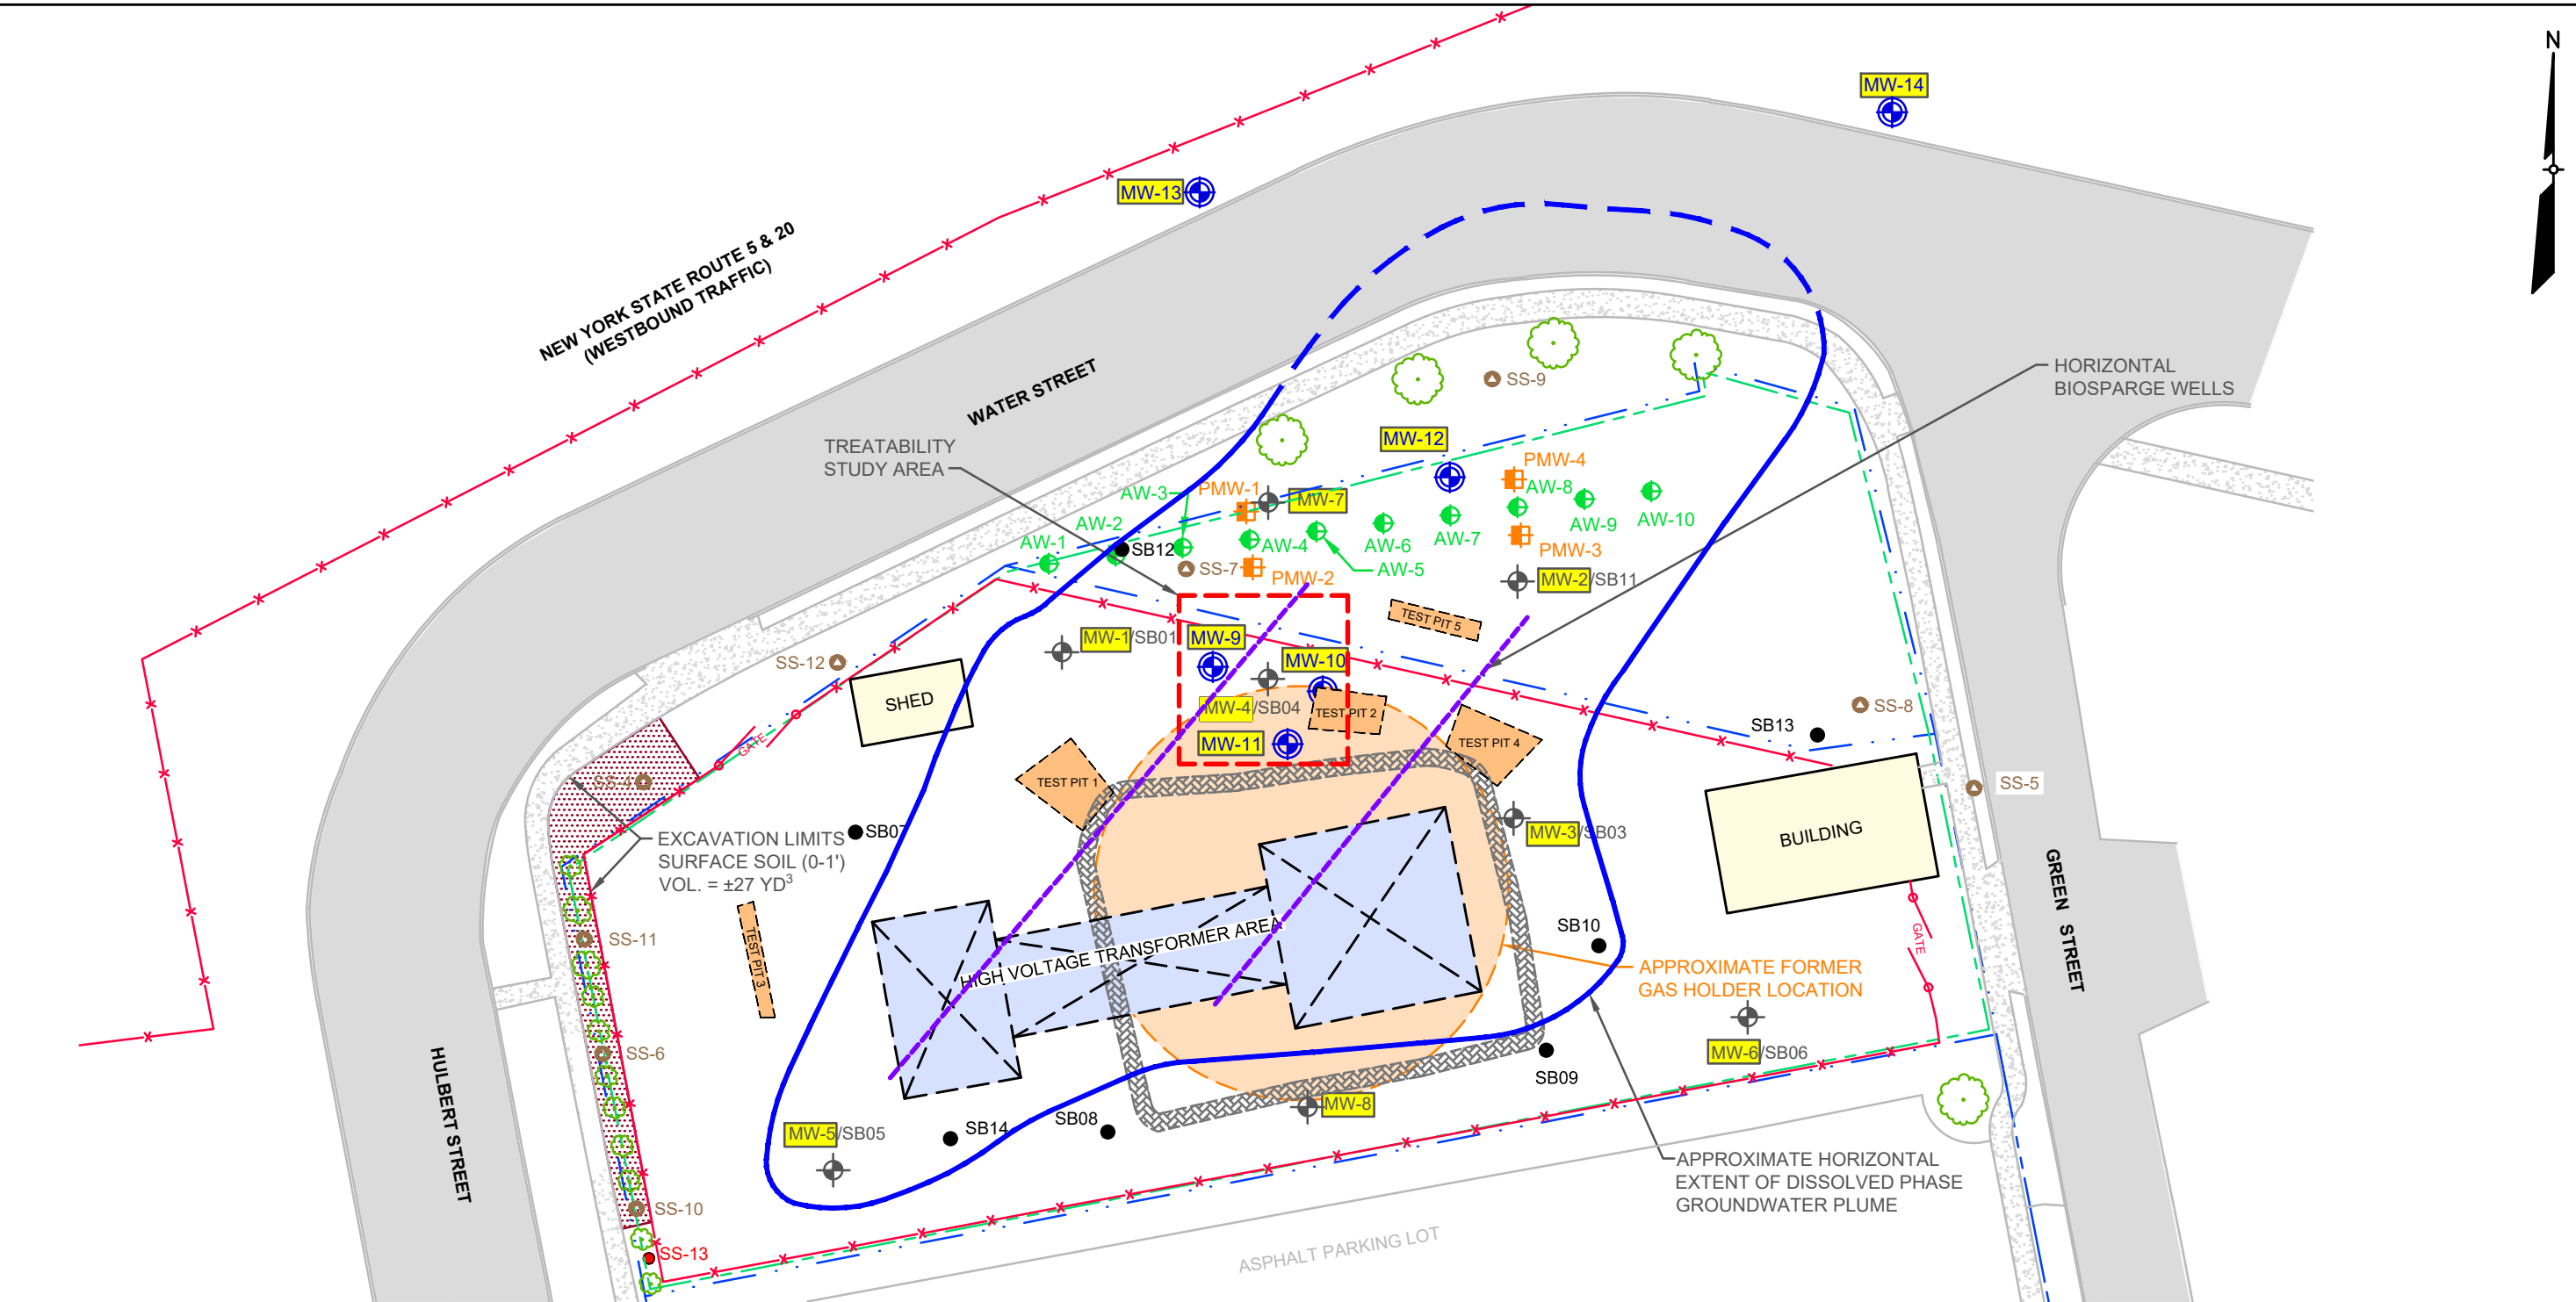 N
MW-14
MW-13
NEW YORK STATE ROUTE 5 & 20
(WESTBOUND TRAFFIC)
WATER STREET
HORIZONTAL
BIOSPARGE WELLS
SS-9
TREATABILITY
STUDY AREA
MW-12
PMW-4
AW-3
PMW-1
MW-7
AW-8
AW-2
AW-9
AW-10
AW-1
SB12
AW-4
AW-6
AW-7
PMW-3
SS-7
PMW-2
AW-5
MW-2/SB11
TEST PIT 5
MW-1/SB01
MW-9
SS-12
MW-10
SHED
MW-4/SB04
TEST PIT 2
SS-8
SB13
MW-11
TEST PIT 4
GATE
SS-4
TEST PIT 1
SS-5
SB07
MW-3/SB03
BUILDING
EXCAVATION LIMITS
SURFACE SOIL (0-1')
VOL. = ±27 YD3
GREEN STREET
SS-11
TEST PIT 3
HIGH VOLTAGE TRANSFORMER AREA
SB10
GATE
APPROXIMATE FORMER
GAS HOLDER LOCATION
SS-6
MW-6/SB06
HULBERT STREET
SB09
MW-8
SB08
SB14
MW-5/SB05
APPROXIMATE HORIZONTAL
EXTENT OF DISSOLVED PHASE
GROUNDWATER PLUME
SS-10
SS-13
ASPHALT PARKING LOT